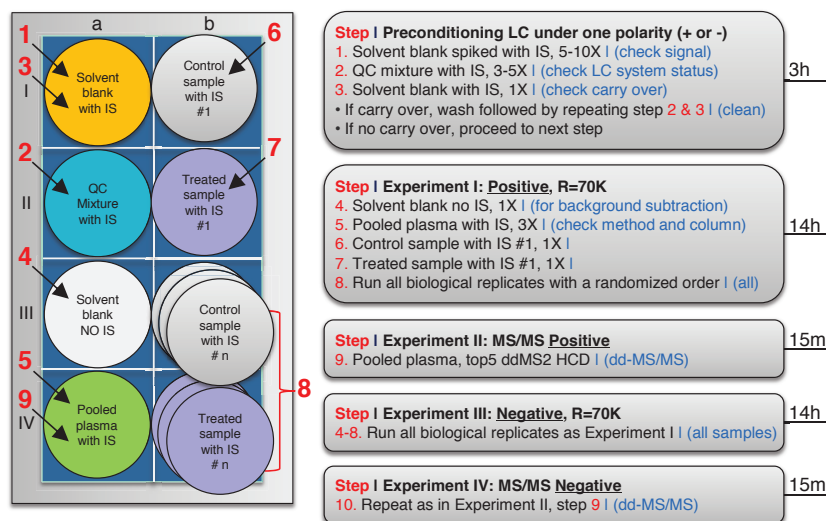 a
b
1
6
3
I
Solvent
blank
with IS
Control
sample
with IS
#1
2
7
II
QC
Mixture
with IS
Treated
sample
with IS
#1
4
III
Solvent
blank
NO IS
Control
sample
with IS
# n
5
8
9
IV
Pooled
plasma
with IS
Treated
sample
with IS
# n
Step I Preconditioning LC under one polarity (+ or -)
1. Solvent blank spiked with IS, 5-10X I (check signal)
2. QC mixture with IS, 3-5X I (check LC system status)
3. Solvent blank with IS, 1X I (check carry over)
• If carry over, wash followed by repeating step 2 & 3 I (clean)
• If no carry over, proceed to next step
3h
Step I Experiment I: Positive, R=70K
4. Solvent blank no IS, 1X I (for background subtraction)
5. Pooled plasma with IS, 3X I (check method and column)
6. Control sample with IS #1, 1X I
7. Treated sample with IS #1, 1X I
8. Run all biological replicates with a randomized order I (all)
14h
Step I Experiment II: MS/MS Positive
9. Pooled plasma, top5 ddMS2 HCD I (dd-MS/MS)
15m
Step I Experiment III: Negative, R=70K
4-8. Run all biological replicates as Experiment I I (all samples)
14h
Step I Experiment IV: MS/MS Negative
10. Repeat as in Experiment II, step 9 I (dd-MS/MS)
15m